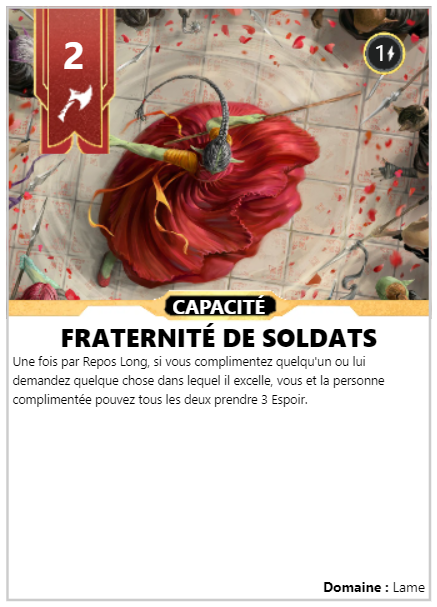 2
1
CAPACITÉ
FRATERNITÉ DE SOLDATS
Une fois par Repos Long, si vous complimentez quelqu'un ou lui
demandez quelque chose dans lequel il excelle, vous et la personne
complimentée pouvez tous les deux prendre 3 Espoir.
Domaine : Lame